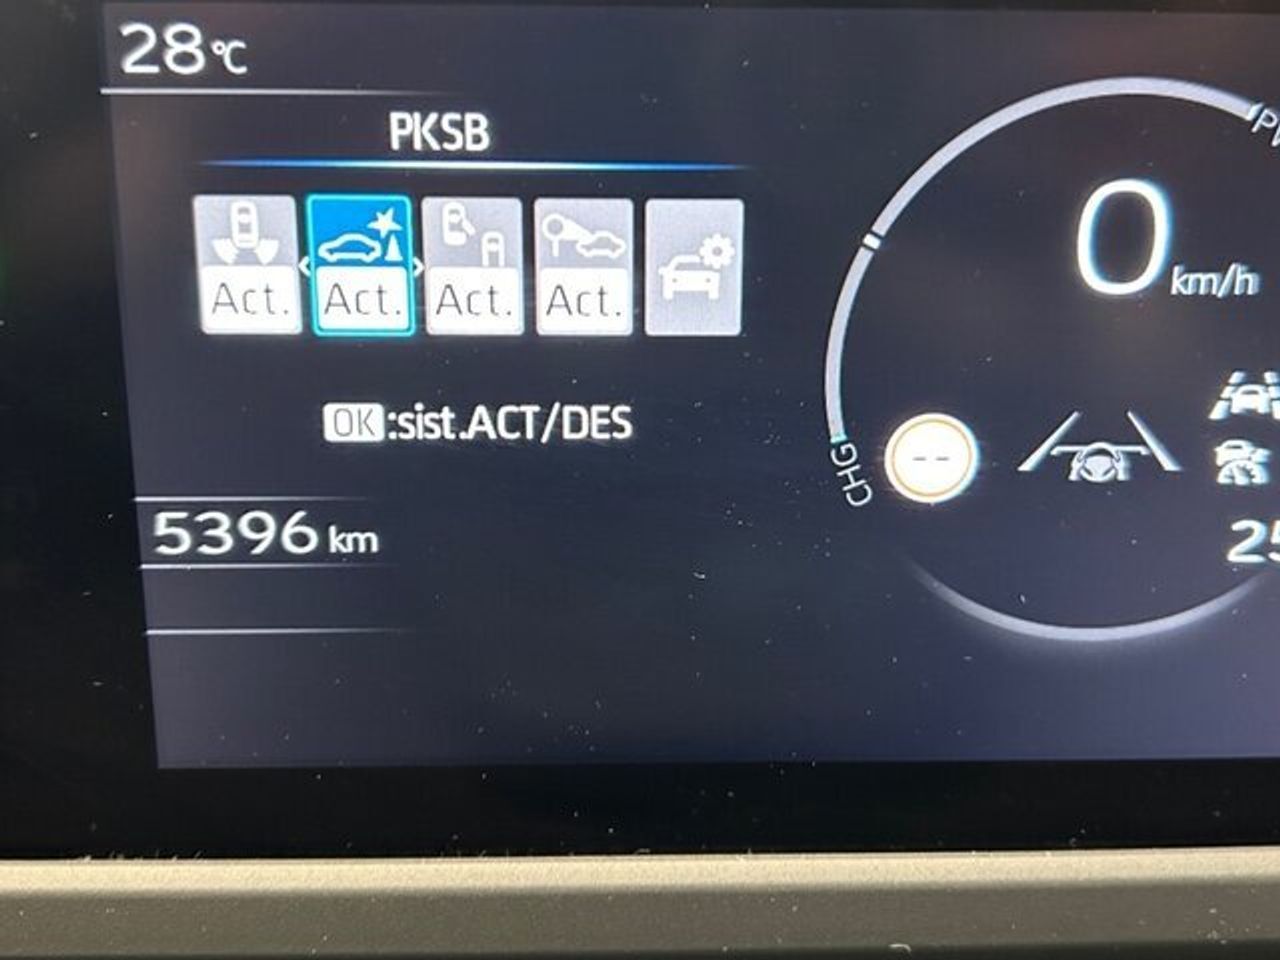 28℃
PKSB
Act. Act. Act. Act.
OK:sist.ACT/DES
5396 km
0 km/h
--
CHG